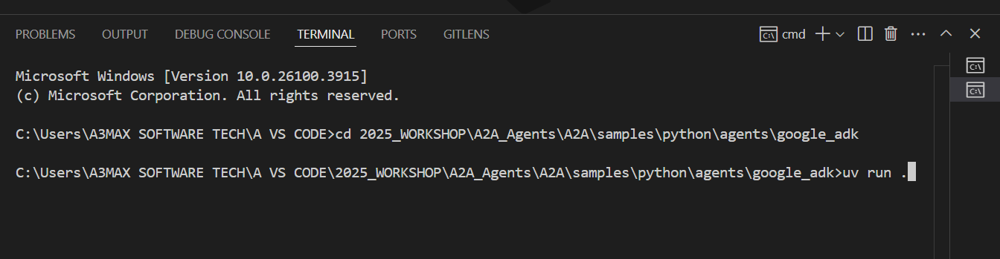 PROBLEMS OUTPUT DEBUG CONSOLE TERMINAL PORTS GITLENS cmd
Microsoft Windows [Version 10.0.26100.3915]
(c) Microsoft Corporation. All rights reserved.
C:\Users\A3MAX SOFTWARE TECH\A VS CODE>cd 2025_WORKSHOP\A2A_Agents\A2A\samples\python\agents\google_adk
C:\Users\A3MAX SOFTWARE TECH\A VS CODE\2025_WORKSHOP\A2A_Agents\A2A\samples\python\agents\google_adk>uv run .